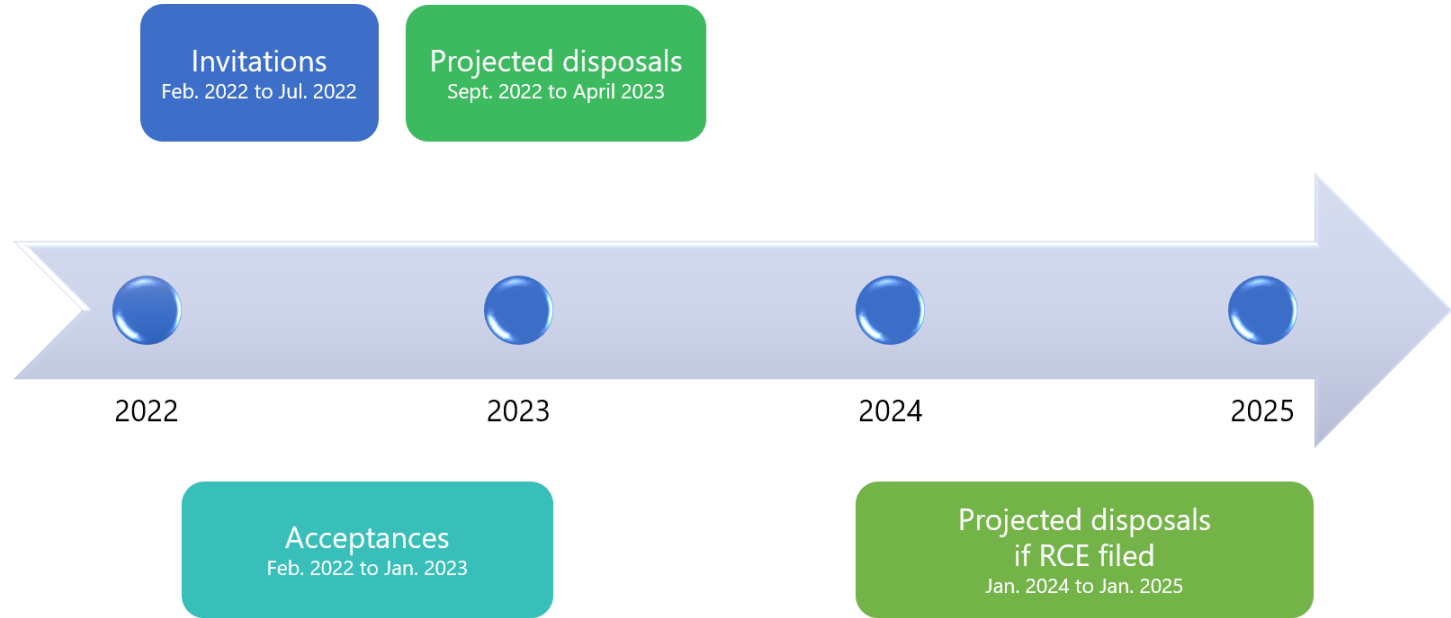 Invitations
Feb. 2022 to Jul. 2022
Projected disposals
Sept. 2022 to April 2023
2022
2023
2024
2025
Acceptances
Feb. 2022 to Jan. 2023
Projected disposals
if RCE filed
Jan. 2024 to Jan. 2025